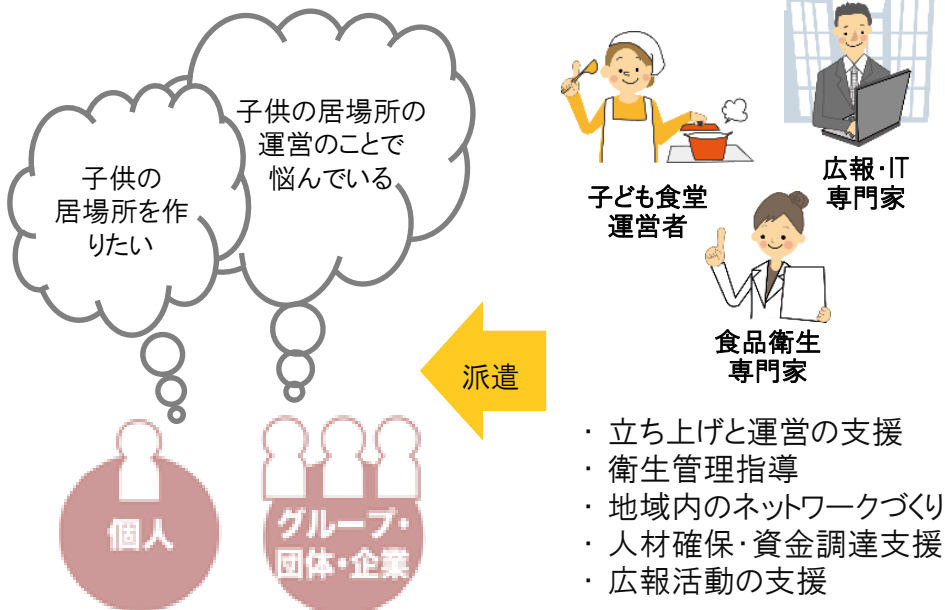 子供の居場所の
運営のことで
悩んでいる
子供の
居場所を作
りたい
個人
グループ・
団体・企業
派遣
子ども食堂
運営者
広報・IT
専門家
食品衛生
専門家
・ 立ち上げと運営の支援
・ 衛生管理指導
・ 地域内のネットワークづくり
・ 人材確保・資金調達支援
・ 広報活動の支援